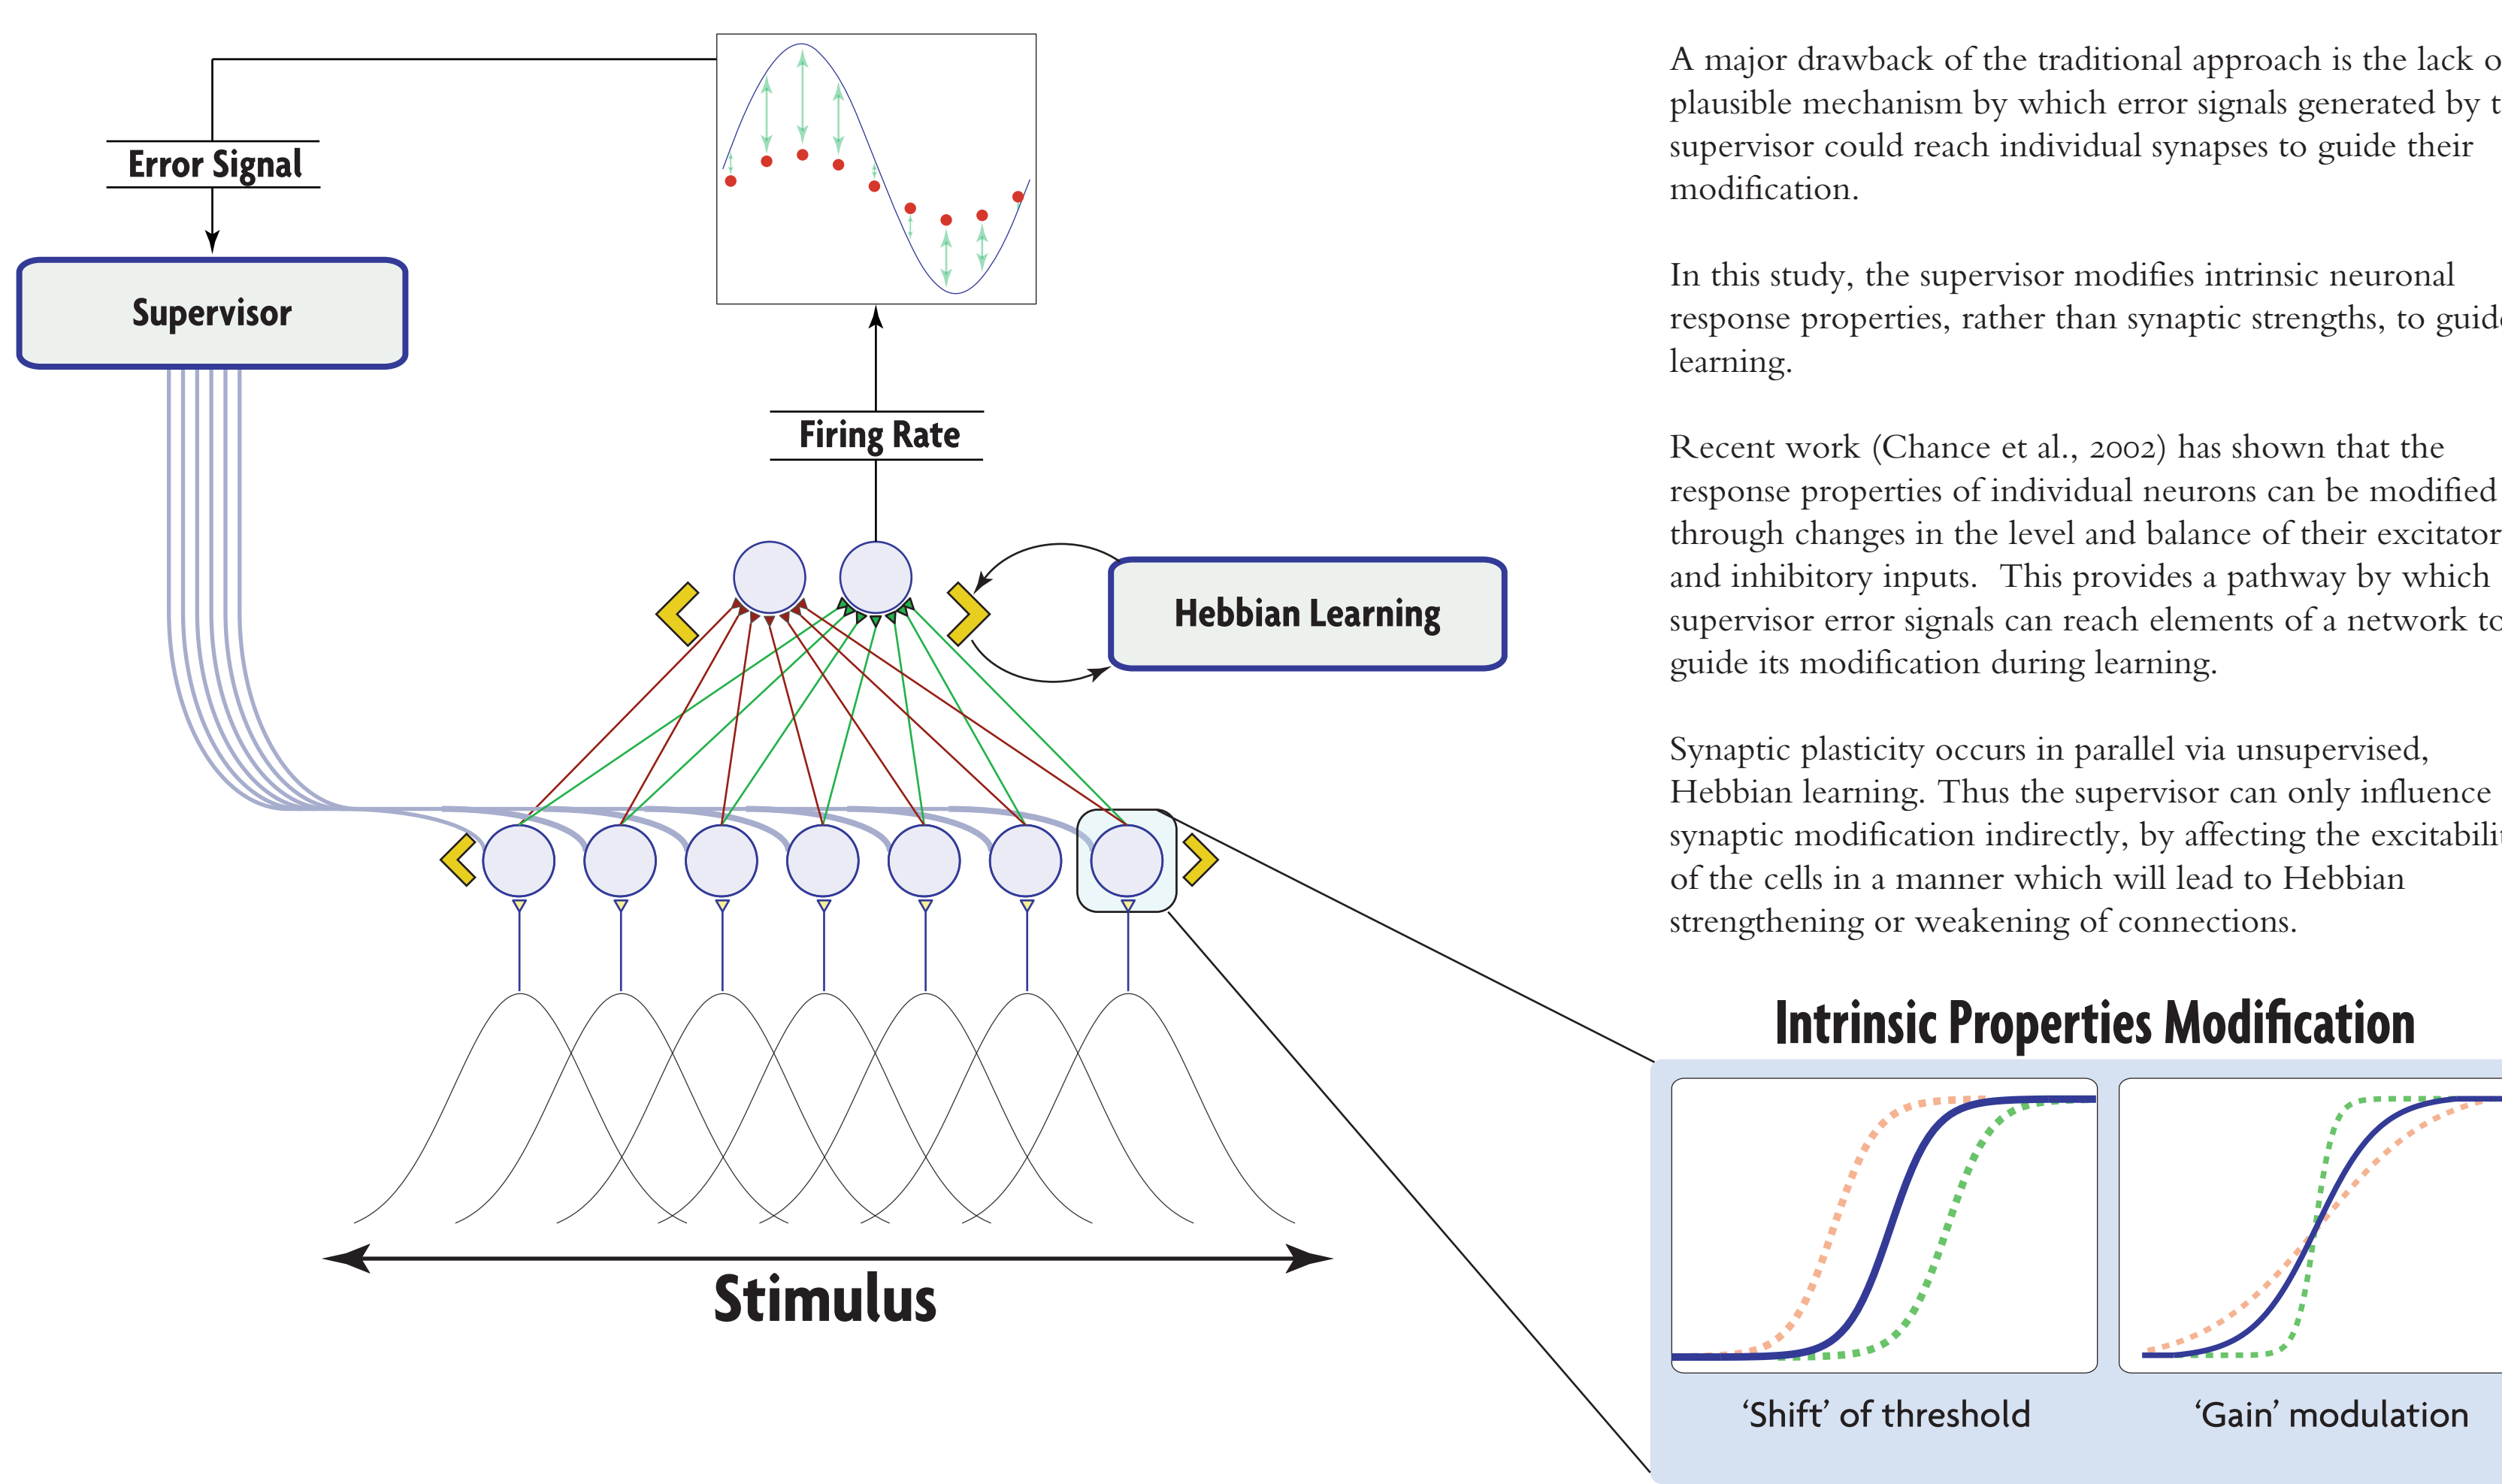 Error Signal
Supervisor
Firing Rate
Hebbian Learning
Stimulus
A major drawback of the traditional approach is the lack o
plausible mechanism by which error signals generated by t
supervisor could reach individual synapses to guide their
modification.
In this study, the supervisor modifies intrinsic neuronal
response properties, rather than synaptic strengths, to guide
learning.
Recent work (Chance et al., 2002) has shown that the
response properties of individual neurons can be modified
through changes in the level and balance of their excitator
and inhibitory inputs. This provides a pathway by which
supervisor error signals can reach elements of a network to
guide its modification during learning.
Synaptic plasticity occurs in parallel via unsupervised,
Hebbian learning. Thus the supervisor can only influence
synaptic modification indirectly, by affecting the excitabilit
of the cells in a manner which will lead to Hebbian
strengthening or weakening of connections.
Intrinsic Properties Modification
‘Shift’ of threshold
‘Gain’ modulation